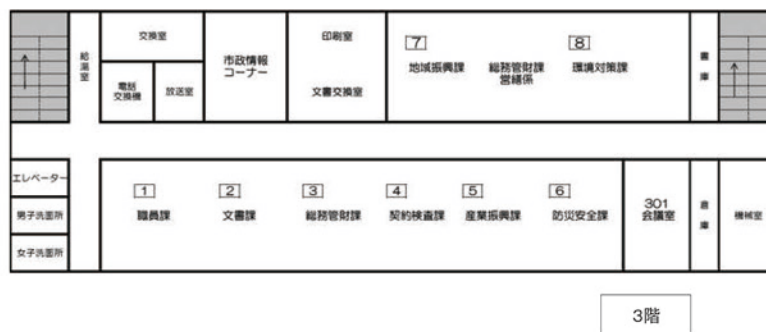 給湯室
交換室
電話
交換機
放送室
市政情報
コーナー
印刷室
文書交換室
7
地域振興課
総務管財課
営繕係
8
環境対策課
書庫
エレベーター
男子洗面所
女子洗面所
1
職員課
2
文書課
3
総務管財課
4
契約検査課
5
産業振興課
6
防災安全課
301
会議室
倉庫
機械室
3階